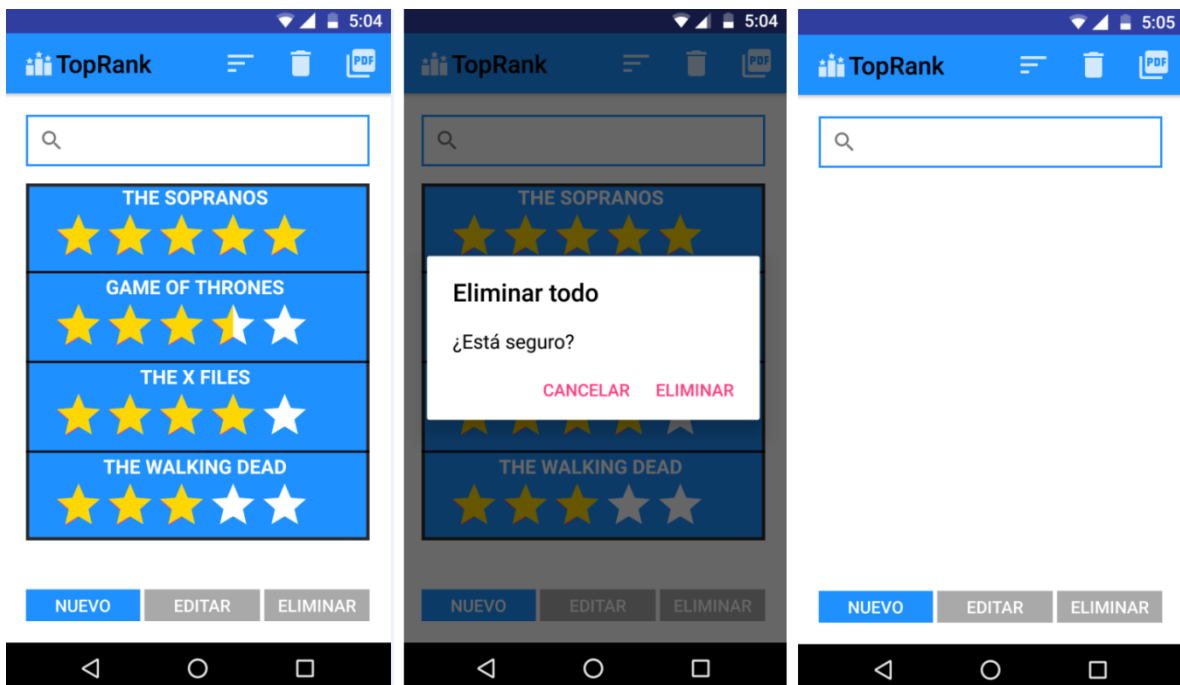 5:04
TopRank
PDF
THE SOPRANOS
GAME OF THRONES
THE X FILES
THE WALKING DEAD
NUEVO EDITAR ELIMINAR
5:04
TopRank
PDF
THE SOPRANOS
Eliminar todo
¿Está seguro?
CANCELAR ELIMINAR
THE WALKING DEAD
NUEVO EDITAR ELIMINAR
5:05
TopRank
PDF
NUEVO EDITAR ELIMINAR